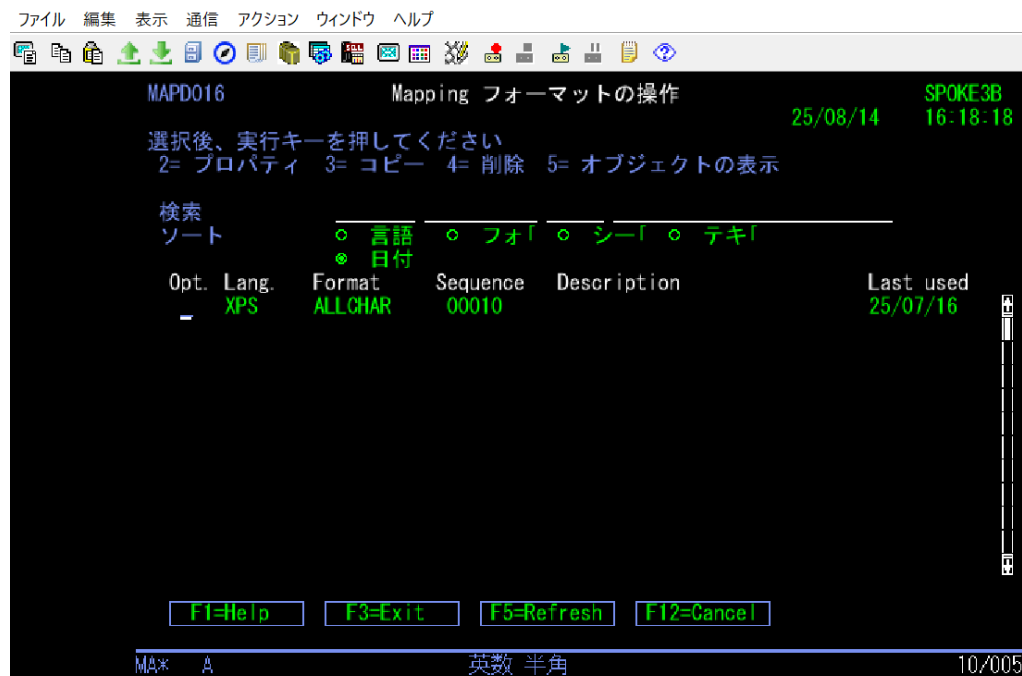 ファイル 編集 表示 通信 アクション ウィンドウ ヘルプ
MAPD016 Mapping フォーマットの操作 SPOKE3B
25/08/14 16:18:18
選択後、実行キーを押してください
2= プロパティ 3= コピー 4= 削除 5= オブジェクトの表示
検索
ソート 言語 フォ「 シー「 テキ「
日付
Opt. Lang. Format Sequence Description Last used
XPS ALLCHAR 00010 25/07/16
F1=Help F3=Exit F5=Refresh F12=Cancel
MA* A 英数 半角 10/005